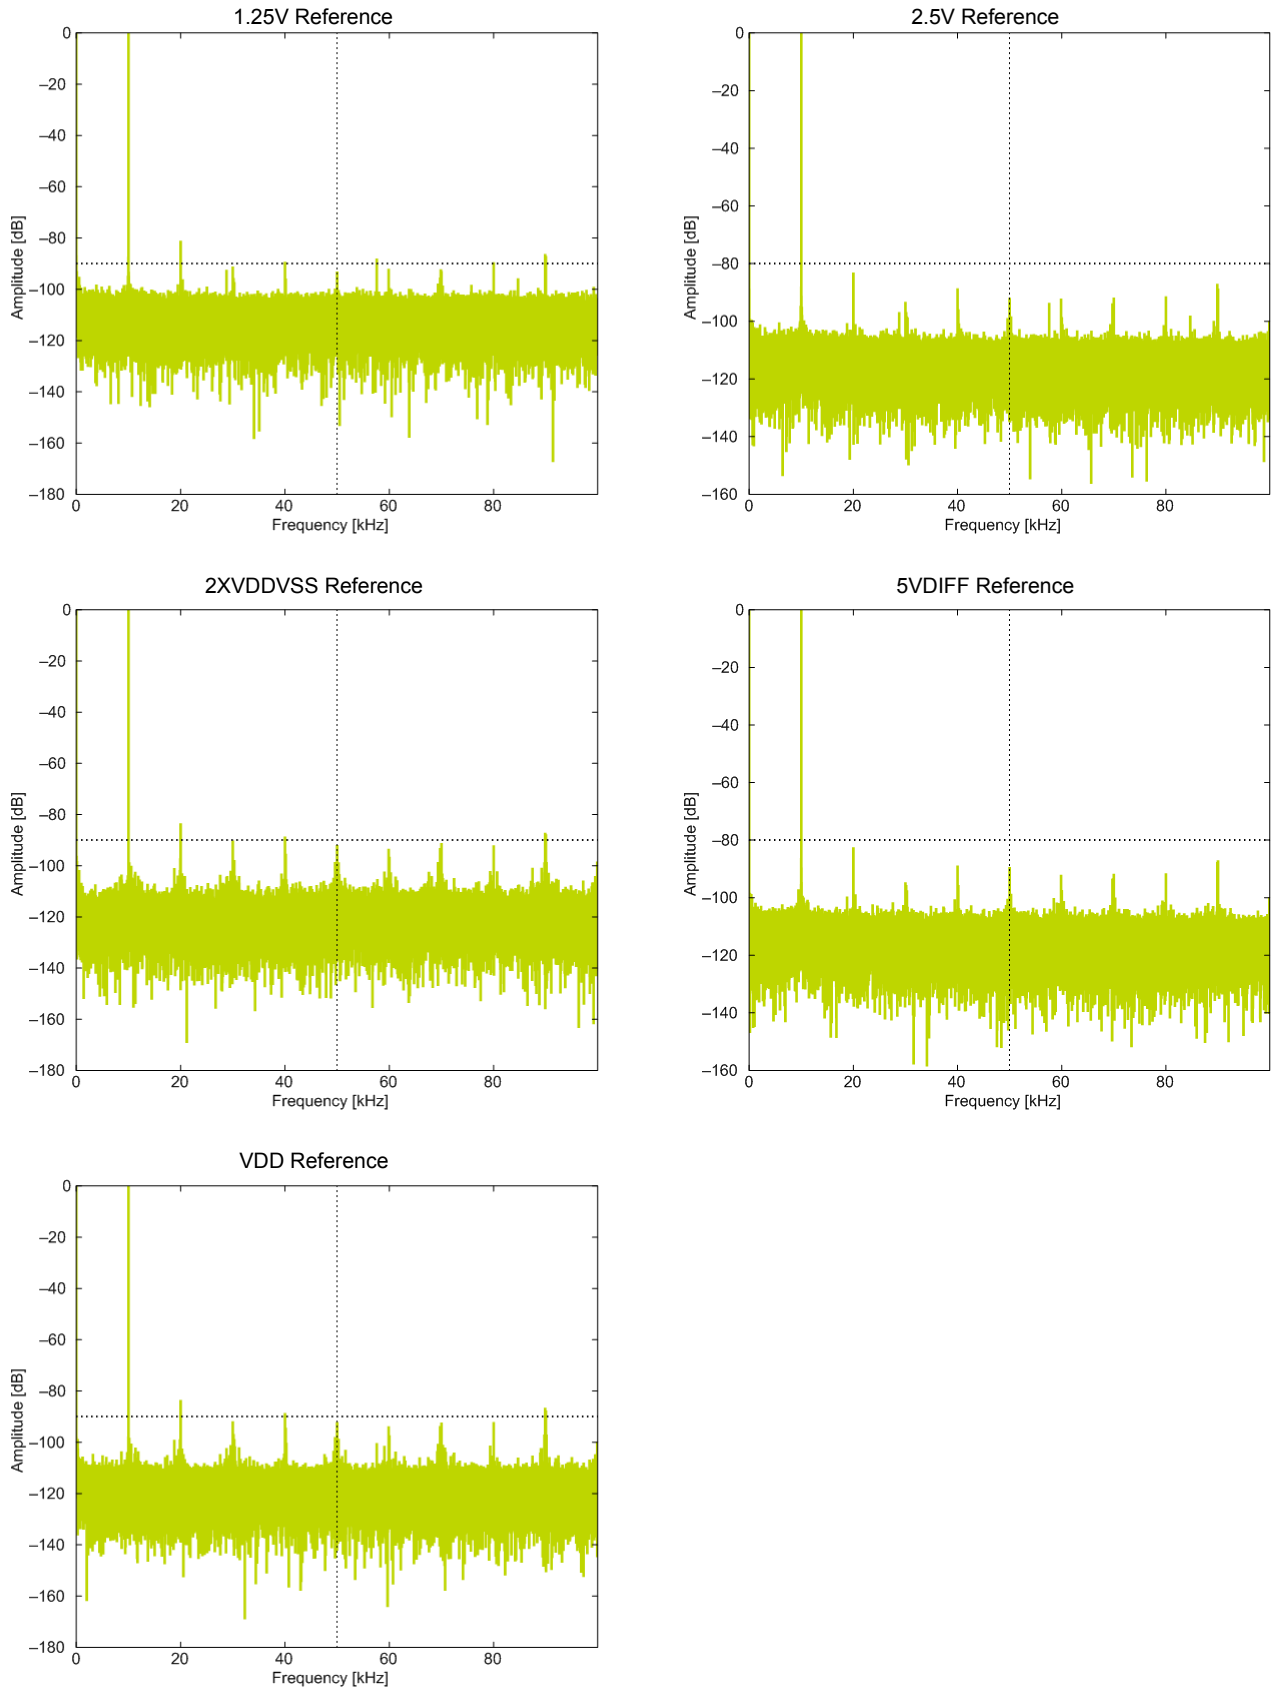 1.25V Reference
0
–20
–40
–60
–80
–100
–120
–140
–160
–180
Amplitude [dB]
0 20 40 60 80
Frequency [kHz]
2.5V Reference
0
–20
–40
–60
–80
–100
–120
–140
–160
Amplitude [dB]
0 20 40 60 80
Frequency [kHz]
2XVDDVSS Reference
0
–20
–40
–60
–80
–100
–120
–140
–160
–180
Amplitude [dB]
0 20 40 60 80
Frequency [kHz]
5VDIFF Reference
0
–20
–40
–60
–80
–100
–120
–140
–160
Amplitude [dB]
0 20 40 60 80
Frequency [kHz]
VDD Reference
0
–20
–40
–60
–80
–100
–120
–140
–160
–180
Amplitude [dB]
0 20 40 60 80
Frequency [kHz]